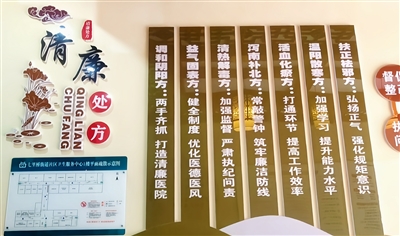 清廉
处方
QING LIAN
CHU FANG
调和阴阳方：两手齐抓 打造清廉医院
益气固表方：健全制度 优化医德医风
清热解毒方：加强监督 严肃执纪问责
泻南补北方：常敲警钟 筑牢廉洁防线
活血化瘀方：打通环节 提高工作效率
温阳散寒方：加强学习 提升能力水平
扶正祛邪方：弘扬正气 强化规矩意识
整改